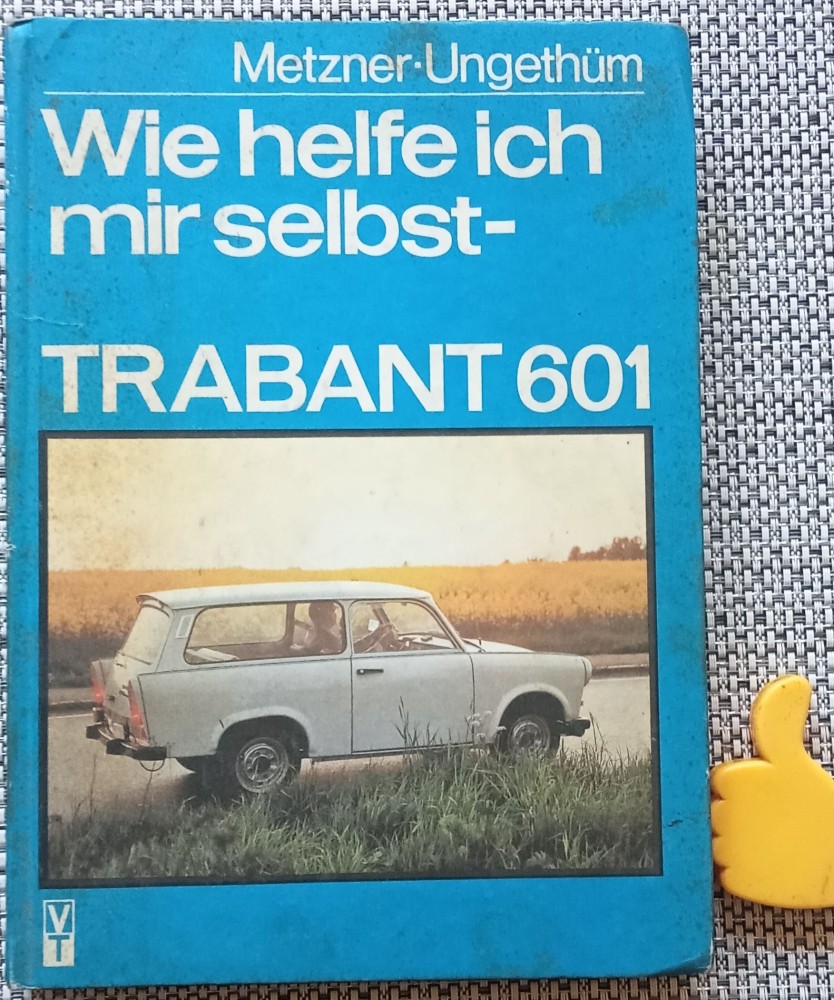 Metzner·Ungethüm
Wie helfe ich
mir selbst-
TRABANT 601
V
T